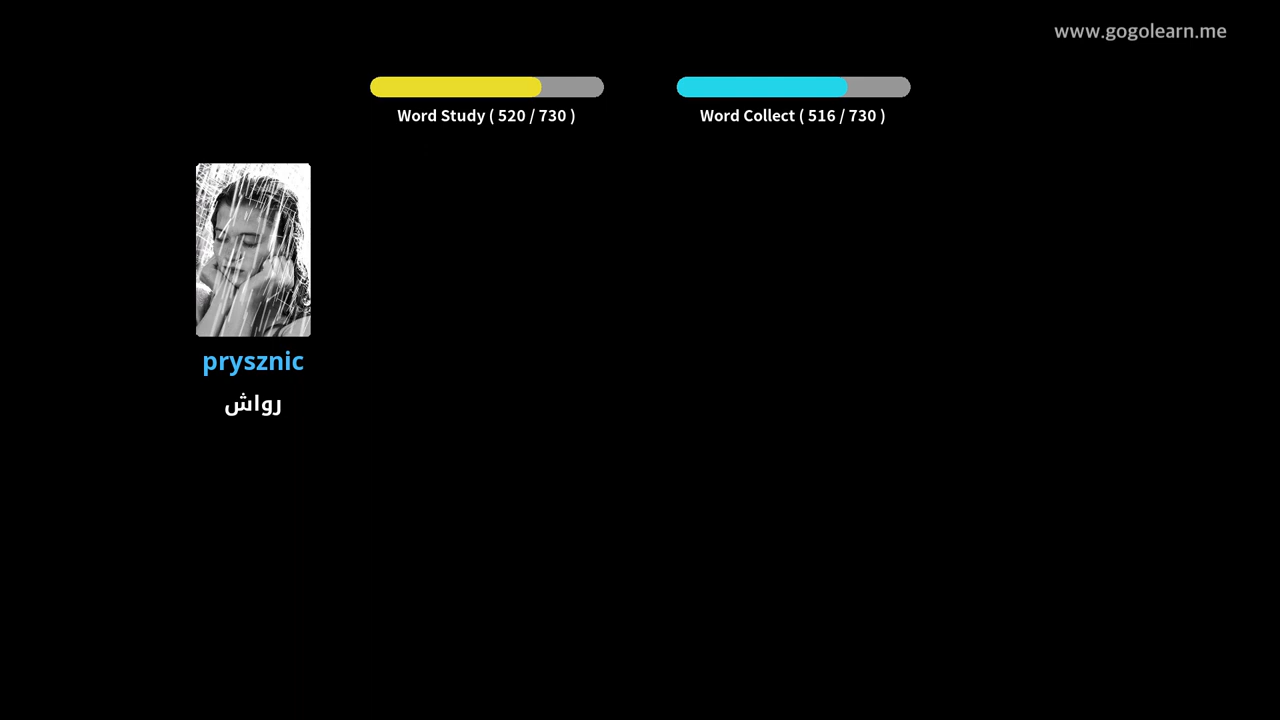 www.gogolearn.me
Word Study ( 520 / 730 )
Word Collect ( 516 / 730 )
prysznic
رواش